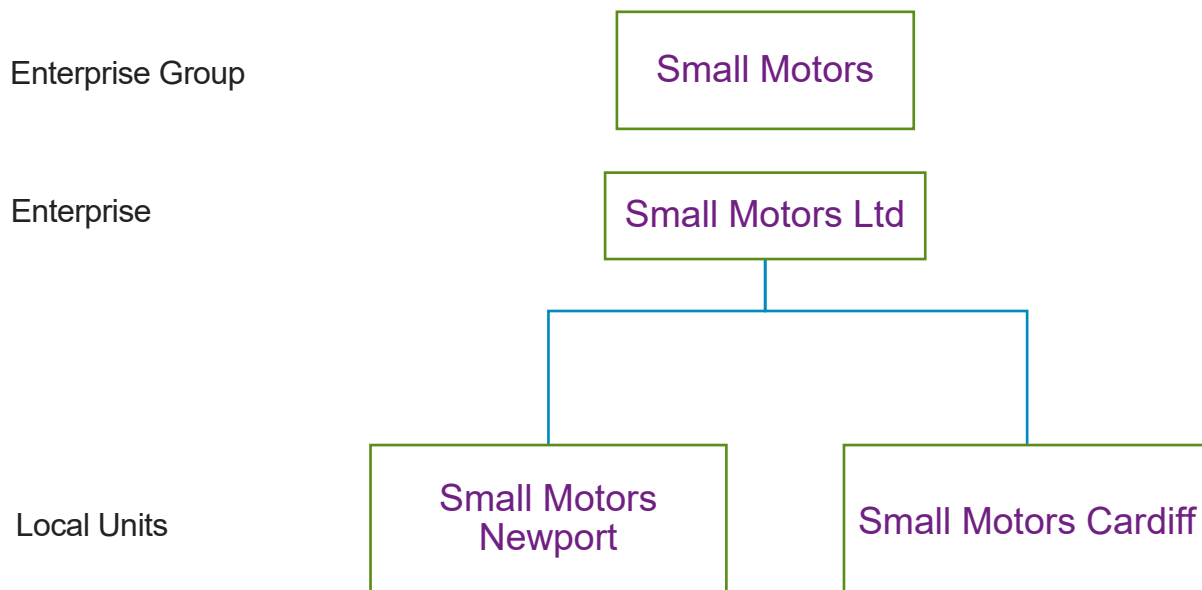 Enterprise Group
Small Motors
Enterprise
Small Motors Ltd
Local Units
Small Motors
Newport
Small Motors Cardiff